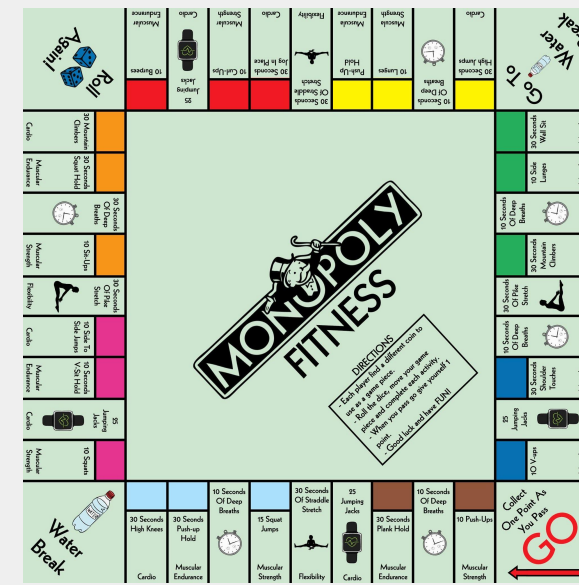 Roll
Again!
10 Burpees
Muscular
Endurance
25
Jumping
Jacks
Cardio
10 Curl-Ups
Muscular
Strength
30 Seconds
Jog In Place
Cardio
30 Seconds
Of Straddle
Stretch
Flexibility
Push-Up
Hold
Muscular
Endurance
10 Lunges
Muscular
Strength
10 Seconds
Of Deep
Breaths
30 Seconds
High Jumps
Cardio
Go To
Water
30 Mountain
Climbers
Cardio
30 Seconds
Squat Hold
Muscular
Endurance
30 Seconds
Of Deep
Breaths
10 Sit-Ups
Muscular
Strength
30 Seconds
Of Pike
Stretch
Flexibility
10 Side To
Side Jumps
Cardio
10 Seconds
V-Sit Hold
Muscular
Endurance
25
Jumping
Jacks
Cardio
10 Squats
Muscular
Strength
30 Seconds
Wall Sit
10 Side
Lunges
10 Seconds
Of Deep
Breaths
30 Seconds
Mountain
Climbers
30 Seconds
Of Pike
Stretch
10 Seconds
Of Deep
Breaths
30 Seconds
Shoulder
Touches
25
Jumping
Jacks
10 V-ups
MONOPOLY
FITNESS
DIRECTIONS
- Each player find a different coin to
use as a game piece.
- Roll the dice, move your game
piece and complete each activity.
- When you pass go give yourself 1
point.
- Good luck and have FUN!
Water
Break
30 Seconds
High Knees
Cardio
30 Seconds
Push-up
Hold
Muscular
Endurance
10 Seconds
Of Deep
Breaths
15 Squat
Jumps
Muscular
Strength
30 Seconds
Of Straddle
Stretch
Flexibility
25
Jumping
Jacks
Cardio
30 Seconds
Plank Hold
Muscular
Endurance
10 Seconds
Of Deep
Breaths
10 Push-Ups
Muscular
Strength
Collect
One Point As
You Pass
GO